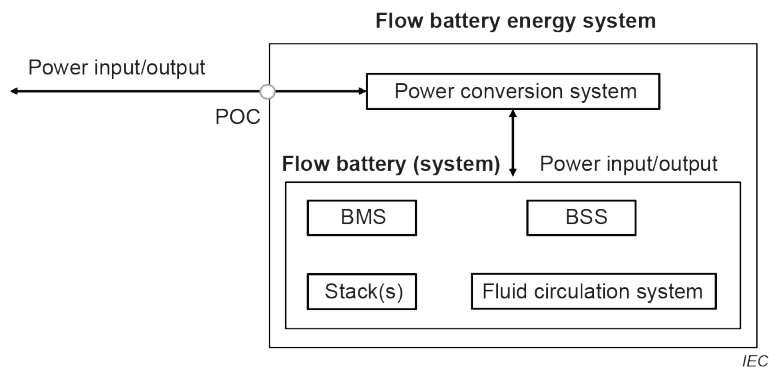 Flow battery energy system
Power input/output
Power conversion system
POC
Flow battery (system)
Power input/output
BMS
BSS
Stack(s)
Fluid circulation system
IEC